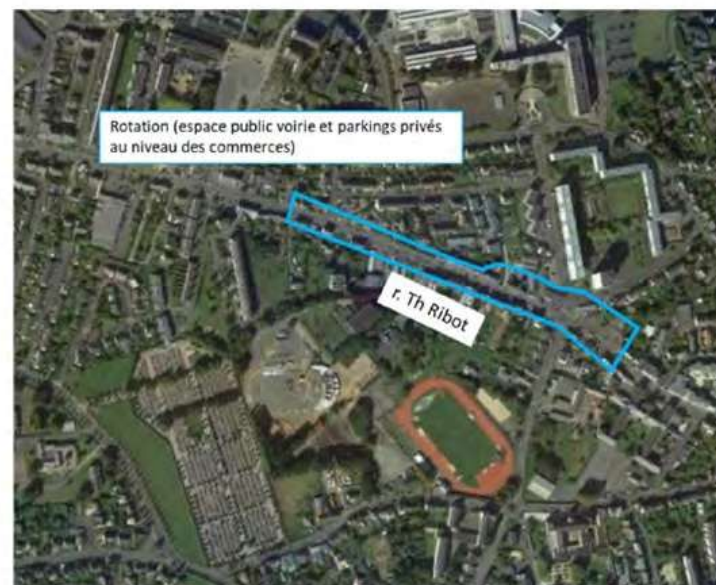 Rotation (espace public voirie et parkings privés
au niveau des commerces)
r. Th Ribot